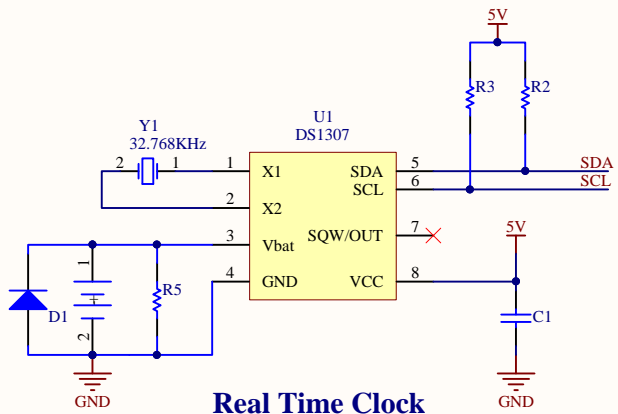 5V
R3
R2
U1
DS1307
Y1
32.768KHz
2
1
1
X1
SDA
5
SDA
SCL
6
SCL
2
X2
7
SQW/OUT
5V
3
Vbat
4
GND
VCC
8
1
+
2
D1
R5
C1
GND
GND
Real Time Clock